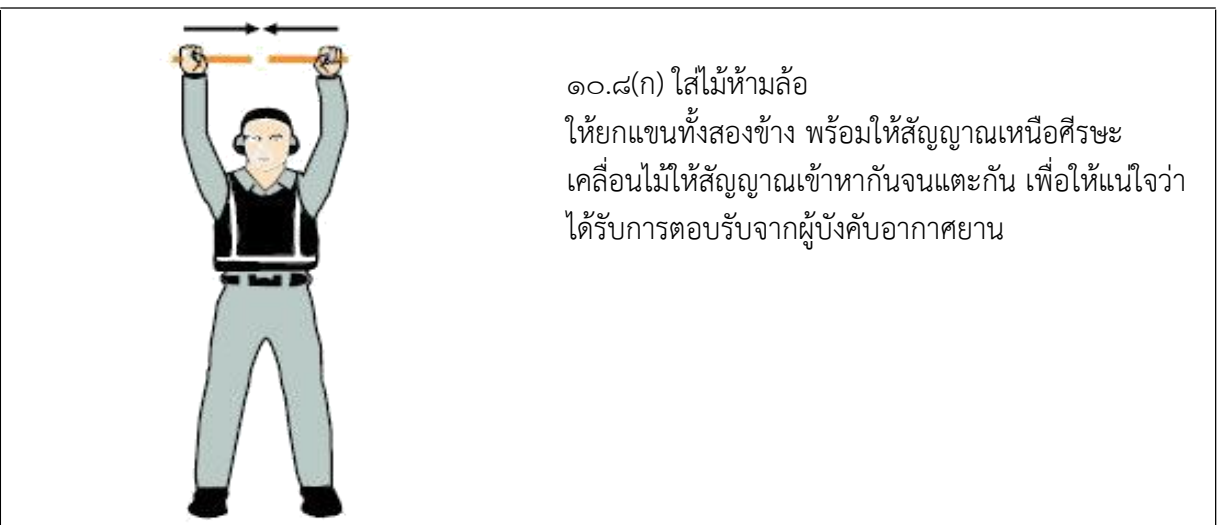 ๑๐.๘(ก) ใส่ไม้ห้ามล้อ
ให้ยกแขนทั้งสองข้าง พร้อมให้สัญญาณเหนือศีรษะ
เคลื่อนไม้ให้สัญญาณเข้าหากันจนแตะกัน เพื่อให้แน่ใจว่า
ได้รับการตอบรับจากผู้บังคับอากาศยาน